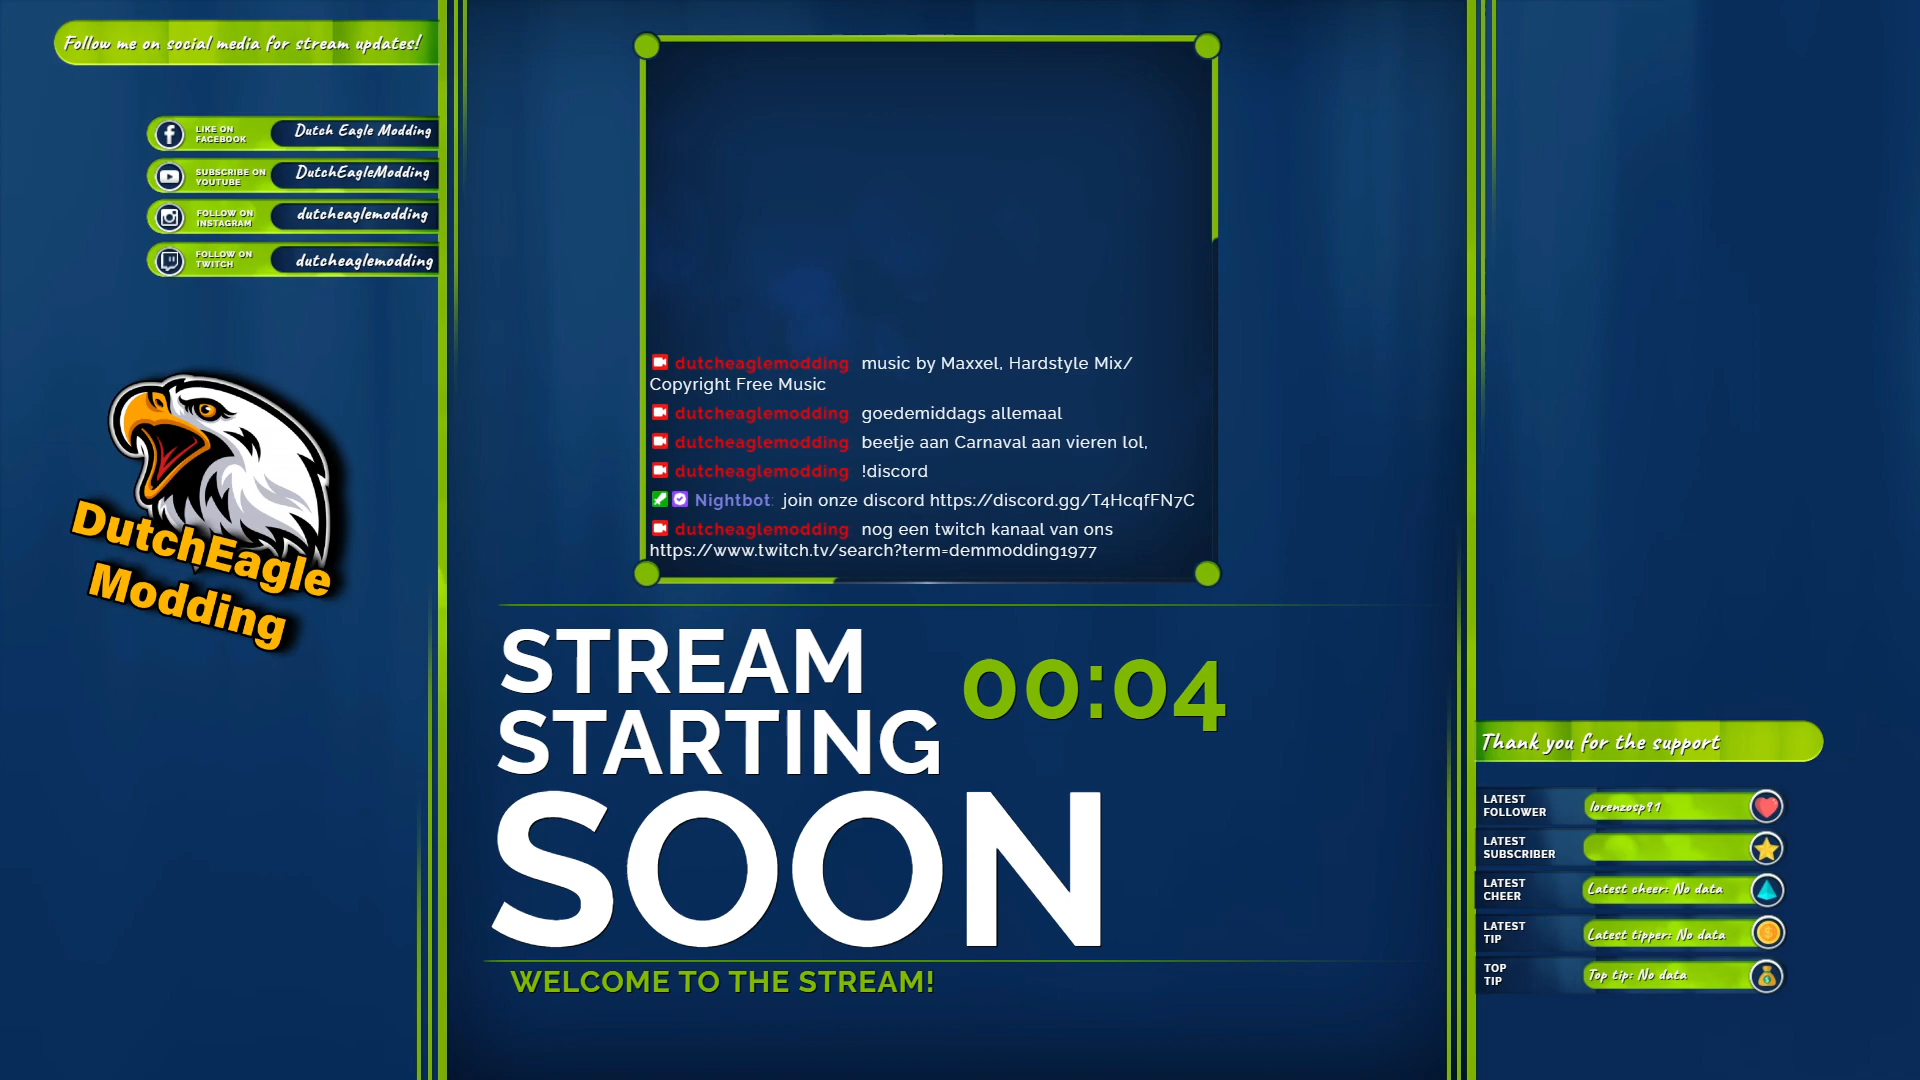 Follow me on social media for stream updates!
LIKE ON
FACEBOOK
Dutch Eagle Modding
SUBSCRIBE ON
YOUTUBE
DutchEagleModding
FOLLOW ON
INSTAGRAM
dutcheaglemodding
FOLLOW ON
TWITCH
dutcheaglemodding
DutchEagle
Modding
dutcheaglemodding music by Maxxel, Hardstyle Mix/
Copyright Free Music
dutcheaglemodding goedemiddags allemaal
dutcheaglemodding beetje aan Carnaval aan vieren lol,
dutcheaglemodding !discord
Nightbot: join onze discord https://discord.gg/T4HcqfFN7C
dutcheaglemodding nog een twitch kanaal van ons
https://www.twitch.tv/search?term=demmodding1977
STREAM
STARTING
SOON
00:04
WELCOME TO THE STREAM!
Thank you for the support
LATEST
FOLLOWER
lorenzosp91
LATEST
SUBSCRIBER
LATEST
CHEER
Latest cheer: No data
LATEST
TIP
Latest tipper: No data
TOP
TIP
Top tip: No data